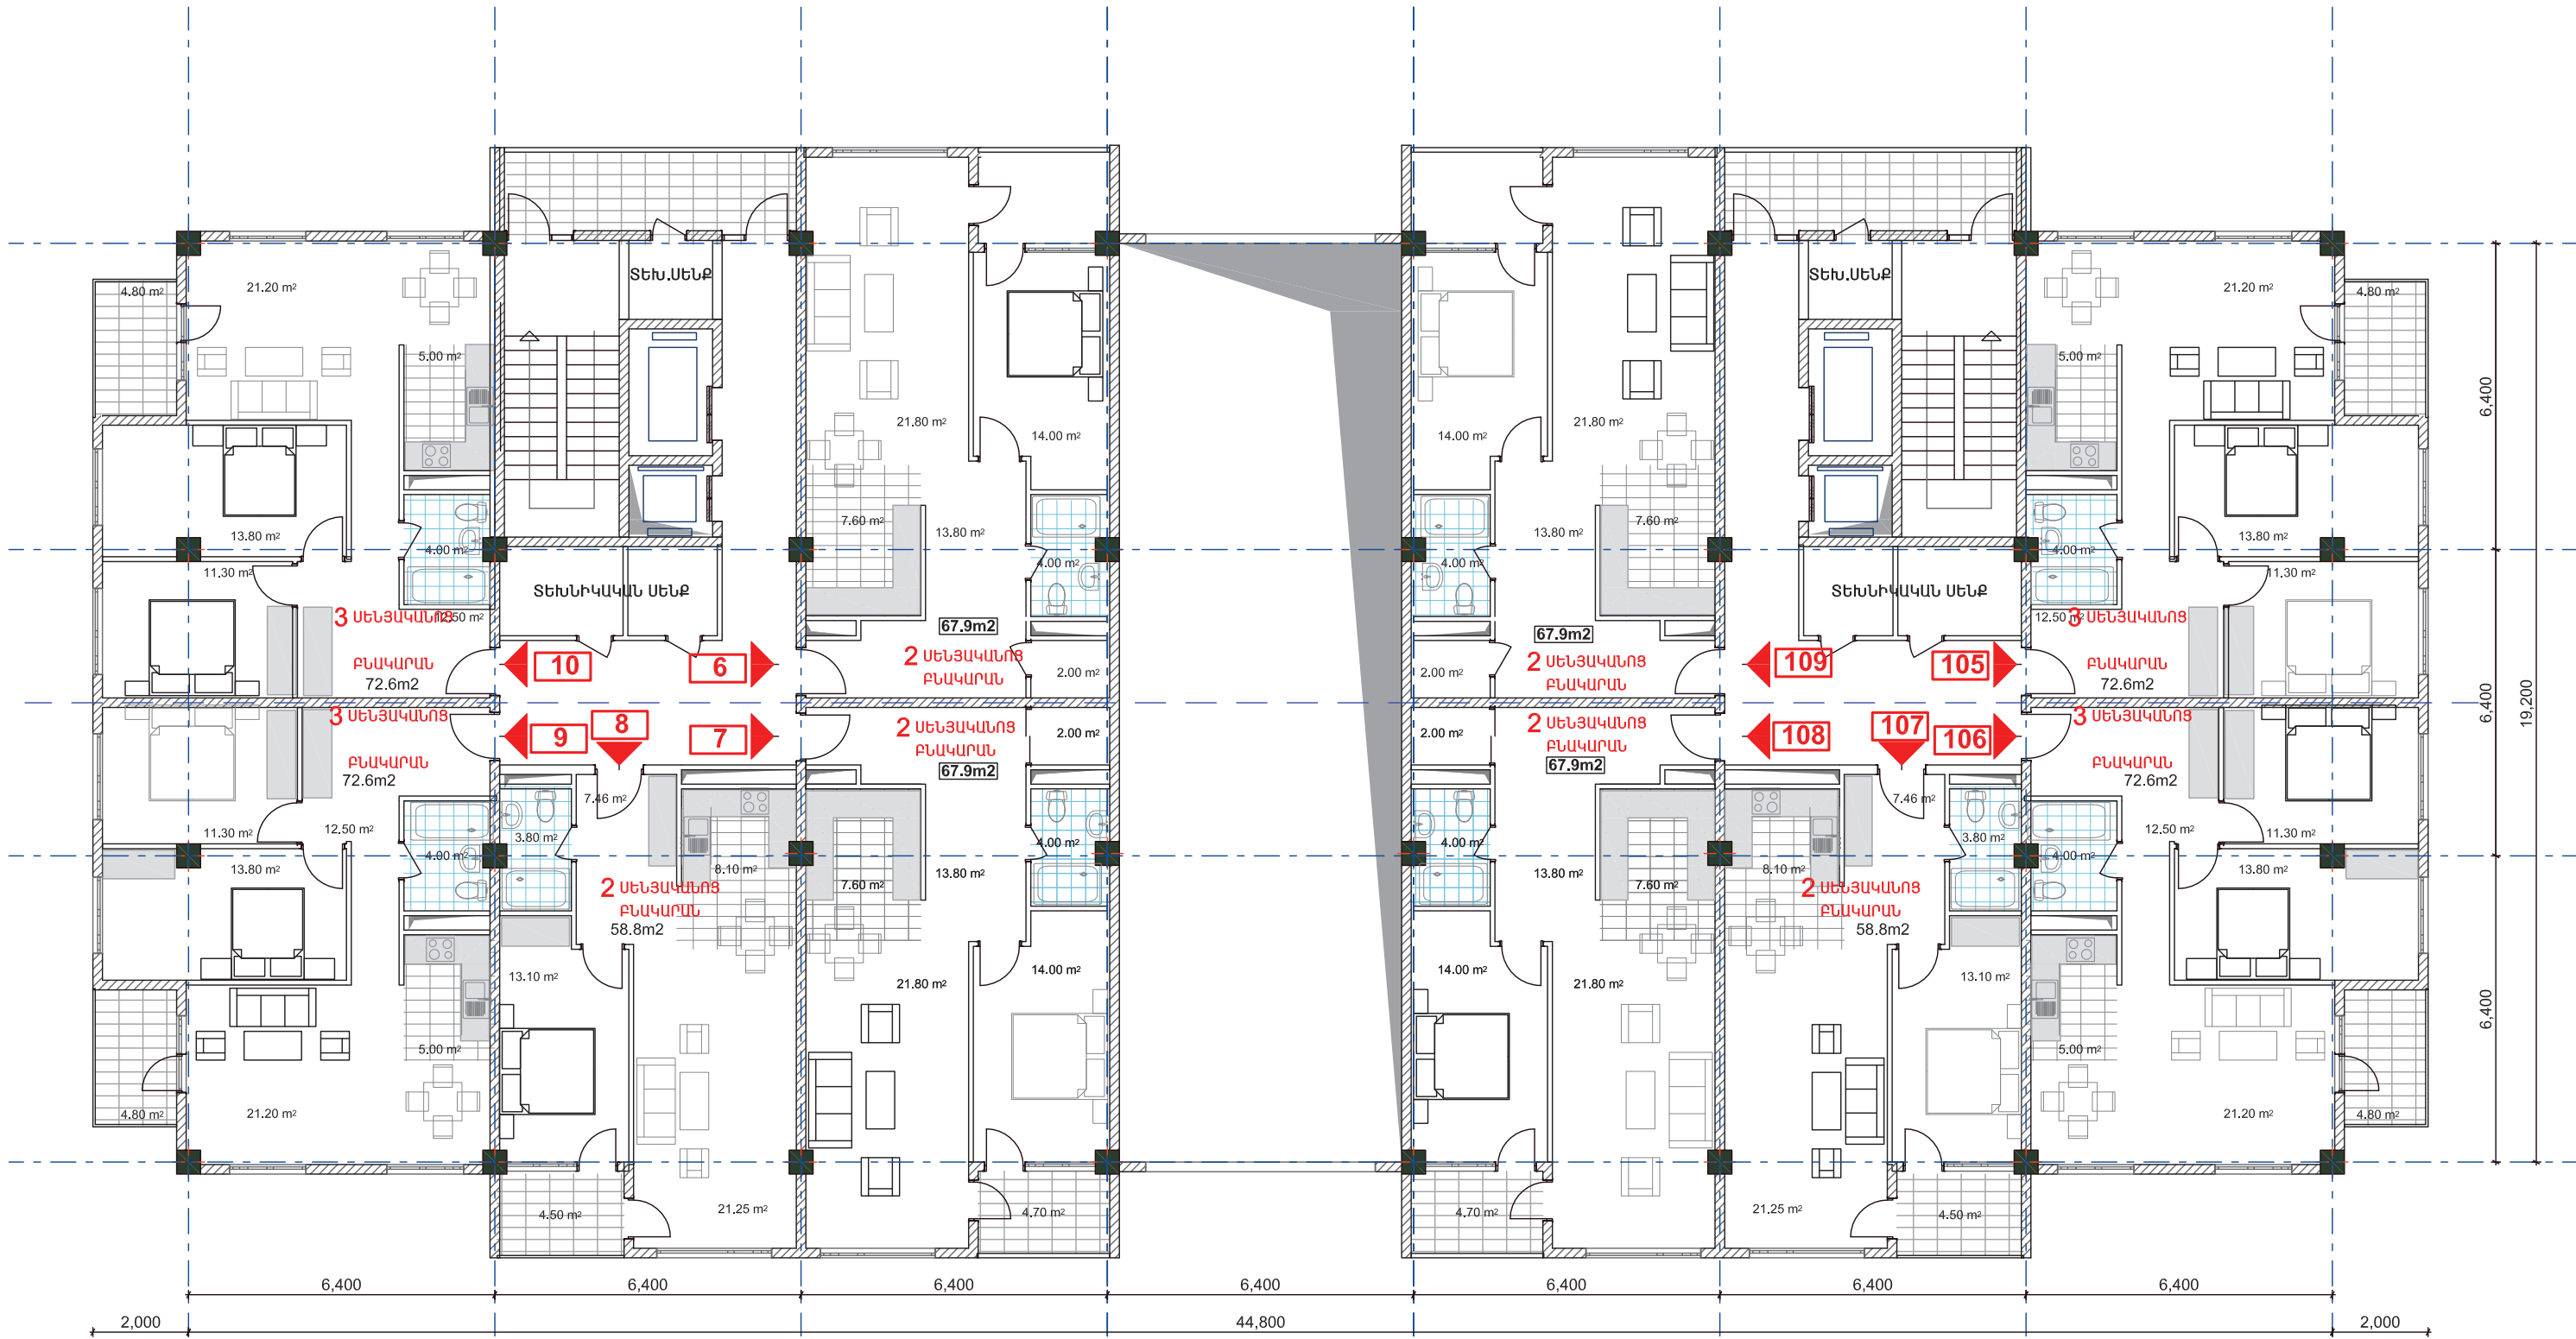 ՏԵԽ.ՍԵՆՔ
ՏԵԽ.ՍԵՆՔ
4.80 m²
21.20 m²
21.20 m²
4.80 m²
5.00 m²
5.00 m²
21.80 m²
14.00 m²
14.00 m²
21.80 m²
13.80 m²
7.60 m²
13.80 m²
13.80 m²
7.60 m²
13.80 m²
4.00 m²
4.00 m²
4.00 m²
4.00 m²
11.30 m²
11.30 m²
ՏԵԽՆԻԿԱԿԱՆ ՍԵՆՔ
ՏԵԽՆԻԿԱԿԱՆ ՍԵՆՔ
3 ՍԵՆՅԱԿԱՆՈՑ
12.50 m²
12.50 m²
3 ՍԵՆՅԱԿԱՆՈՑ
67.9m2
67.9m2
ԲՆԱԿԱՐԱՆ
72.6m2
10
6
2 ՍԵՆՅԱԿԱՆՈՑ
ԲՆԱԿԱՐԱՆ
2.00 m²
2.00 m²
2 ՍԵՆՅԱԿԱՆՈՑ
ԲՆԱԿԱՐԱՆ
109
105
ԲՆԱԿԱՐԱՆ
72.6m2
3 ՍԵՆՅԱԿԱՆՈՑ
ԲՆԱԿԱՐԱՆ
72.6m2
9
8
7
2 ՍԵՆՅԱԿԱՆՈՑ
ԲՆԱԿԱՐԱՆ
67.9m2
2.00 m²
2.00 m²
2 ՍԵՆՅԱԿԱՆՈՑ
ԲՆԱԿԱՐԱՆ
67.9m2
108
107
106
3 ՍԵՆՅԱԿԱՆՈՑ
ԲՆԱԿԱՐԱՆ
72.6m2
7.46 m²
7.46 m²
11.30 m²
12.50 m²
3.80 m²
4.00 m²
4.00 m²
3.80 m²
12.50 m²
11.30 m²
4.00 m²
4.00 m²
13.80 m²
8.10 m²
7.60 m²
13.80 m²
13.80 m²
7.60 m²
8.10 m²
13.80 m²
2 ՍԵՆՅԱԿԱՆՈՑ
ԲՆԱԿԱՐԱՆ
58.8m2
2 ՍԵՆՅԱԿԱՆՈՑ
ԲՆԱԿԱՐԱՆ
58.8m2
13.10 m²
21.80 m²
14.00 m²
14.00 m²
21.80 m²
13.10 m²
5.00 m²
5.00 m²
4.80 m²
21.20 m²
21.20 m²
4.80 m²
4.50 m²
21.25 m²
4.70 m²
4.70 m²
21.25 m²
4.50 m²
6,400
6,400
6,400
19,200
6,400
6,400
6,400
6,400
6,400
6,400
6,400
2,000
44,800
2,000